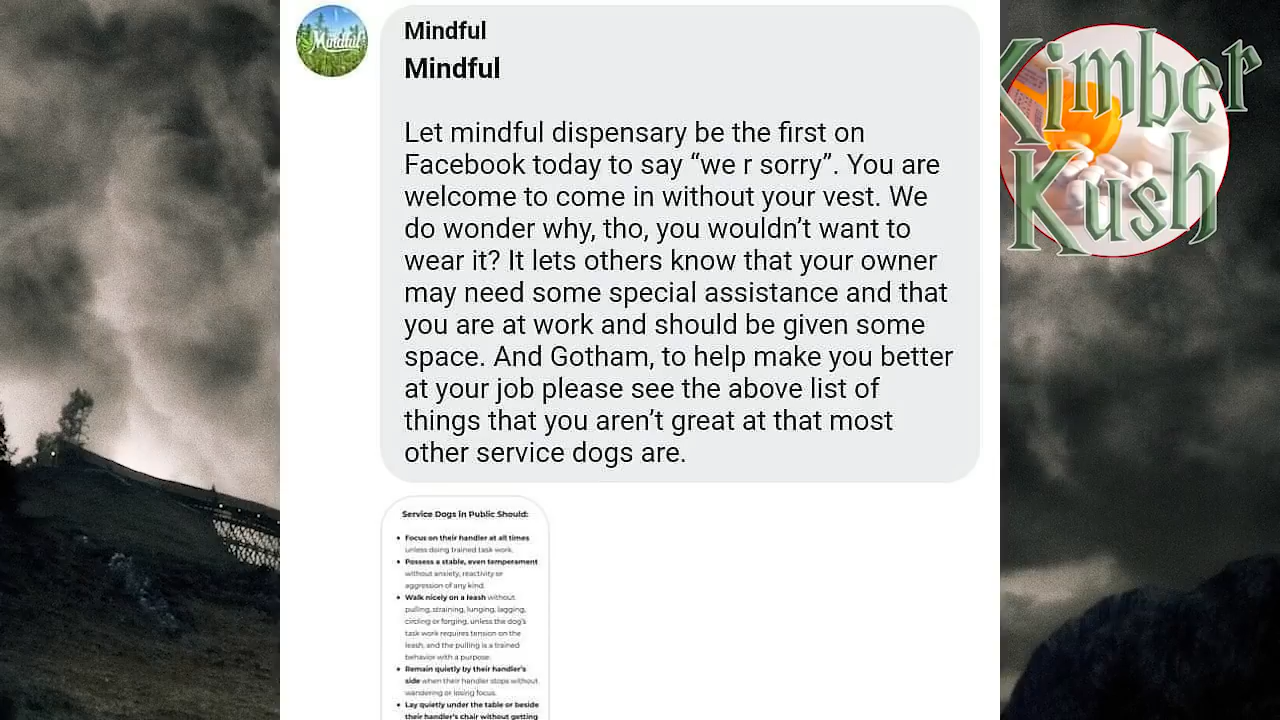 Mindful
Mindful
Mindful
Let mindful dispensary be the first on
Facebook today to say “we r sorry”. You are
welcome to come in without your vest. We
do wonder why, tho, you wouldn’t want to
wear it? It lets others know that your owner
may need some special assistance and that
you are at work and should be given some
space. And Gotham, to help make you better
at your job please see the above list of
things that you aren’t great at that most
other service dogs are.
Kimber
Kush
Service Dogs in Public Should:
• Focus on their handler at all times
unless doing trained task work.
• Possess a stable, even temperament
without anxiety, reactivity or
aggression of any kind.
• Walk nicely on a leash without
pulling, straining, lunging, lagging,
circling or forging, unless the dog's
task work requires tension on the
leash, and the pulling is a trained
behavior with a purpose.
• Remain quietly by their handler's
side when their handler stops without
wandering or losing focus.
• Lay quietly under the table or beside
their handler's chair without getting